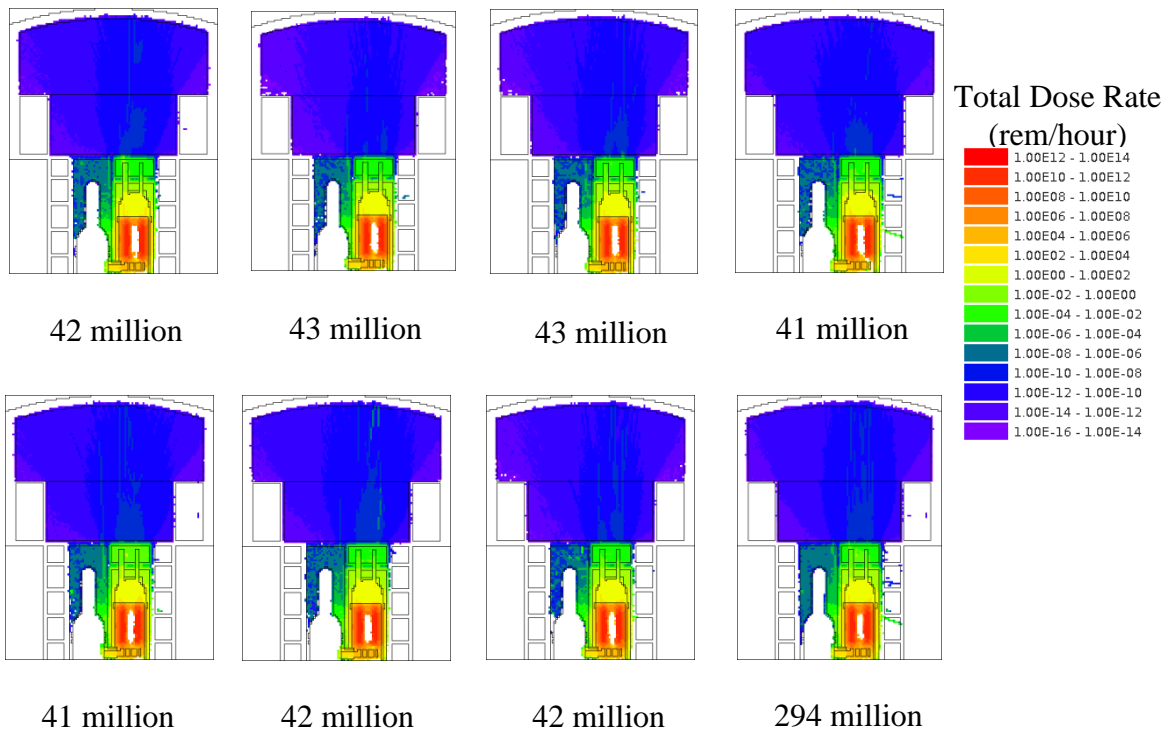 42 million
43 million
43 million
41 million
Total Dose Rate
(rem/hour)
1.00E12 - 1.00E14
1.00E10 - 1.00E12
1.00E08 - 1.00E10
1.00E06 - 1.00E08
1.00E04 - 1.00E06
1.00E02 - 1.00E04
1.00E00 - 1.00E02
1.00E-02 - 1.00E00
1.00E-04 - 1.00E-02
1.00E-06 - 1.00E-04
1.00E-08 - 1.00E-06
1.00E-10 - 1.00E-08
1.00E-12 - 1.00E-10
1.00E-14 - 1.00E-12
1.00E-16 - 1.00E-14
41 million
42 million
42 million
294 million